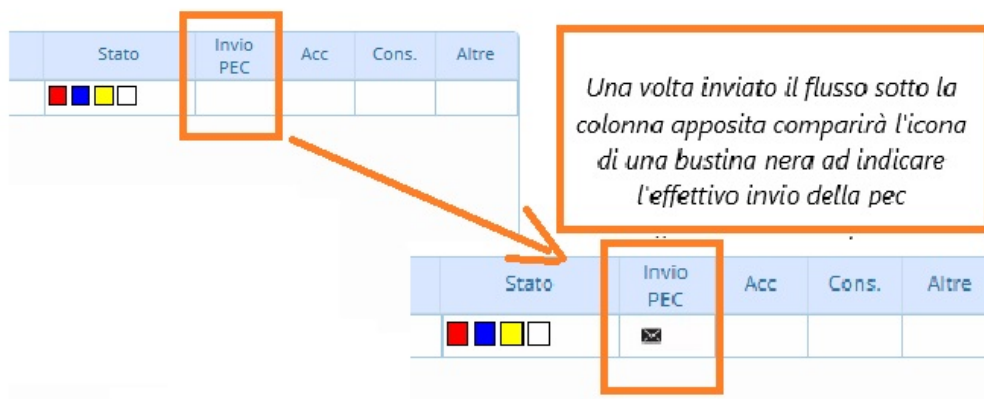 Stato Invio PEC Acc Cons. Altre
Una volta inviato il flusso sotto la
colonna apposita comparirà l'icona
di una bustina nera ad indicare
l'effettivo invio della pec
Stato Invio PEC Acc Cons. Altre